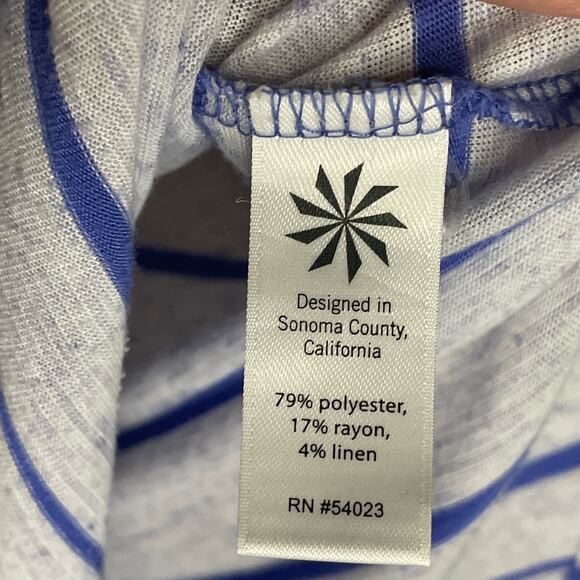 Designed in
Sonoma County,
California
79% polyester,
17% rayon,
4% linen
RN #54023